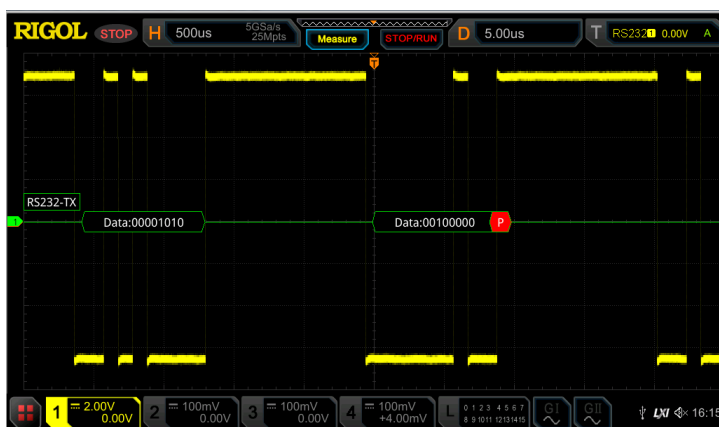 RIGOL STOP H 500us 5GSa/s 25Mpts Measure STOP/RUN D 5.00us T RS232 1 0.00V A
T
RS232-TX
1 Data:00001010 Data:00100000 P
1 2.00V 0.00V 2 100mV 0.00V 3 100mV 0.00V 4 100mV +4.00mV L 0 1 2 3 4 5 6 7 8 9 10 11 12 13 14 15 GI GII LXI 16:15